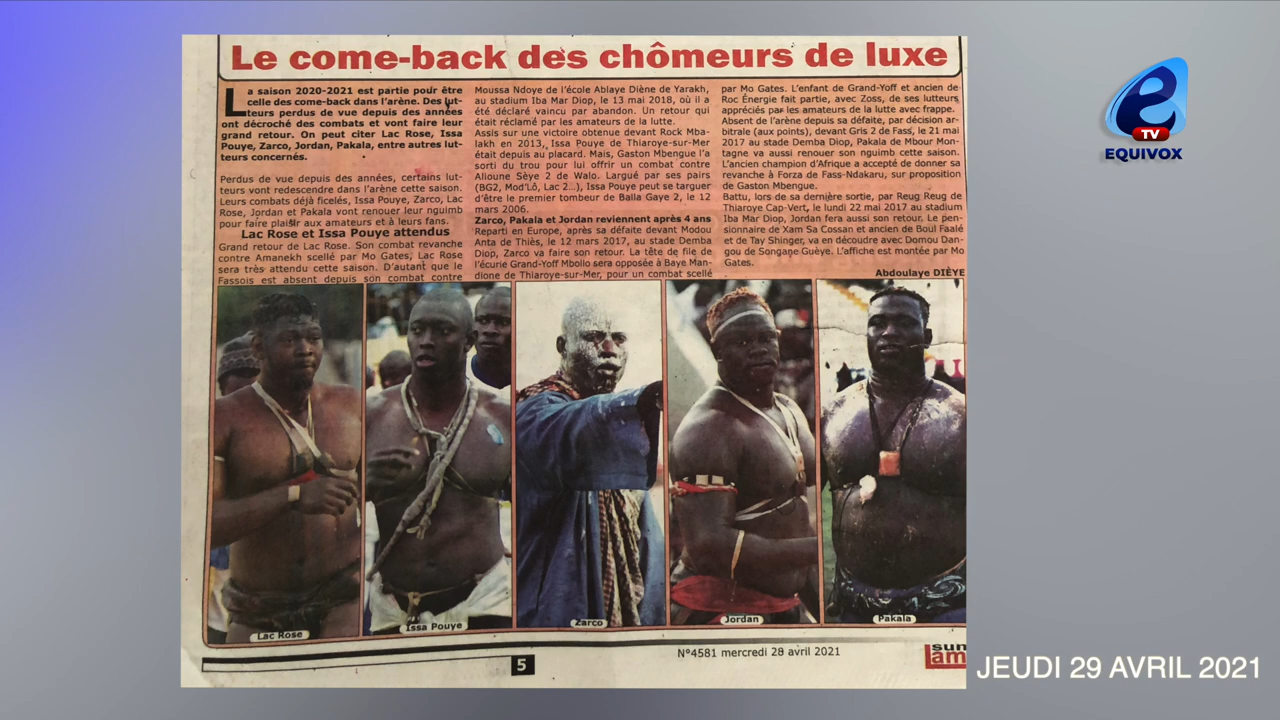 Le come-back des chômeurs de luxe
La saison 2020-2021 est partie pour être
celle des come-back dans l'arène. Des lut-
teurs perdus de vue depuis des années
ont décroché des combats et vont faire leur
grand retour. On peut citer Lac Rose, Issa
Pouye, Zarco, Jordan, Pakala, entre autres lut-
teurs concernés.
Perdus de vue depuis des années, certains lut-
teurs vont redescendre dans l'arène cette saison.
Leurs combats déjà ficelés, Issa Pouye, Zarco, Lac
Rose, Jordan et Pakala vont renouer leur nguimb
pour faire plaisir aux amateurs et à leurs fans.
Lac Rose et Issa Pouye attendus
Grand retour de Lac Rose. Son combat revanche
contre Amanekh scellé par Mo Gates, Lac Rose
sera très attendu cette saison. D'autant que le
Fassois est absent depuis son combat contre
Moussa Ndoye de l'école Ablaye Diène de Yarakh,
au stadium Iba Mar Diop, le 13 mai 2018, où il a
été déclaré vaincu par abandon. Un retour qui
était réclamé par les amateurs de la lutte.
Assis sur une victoire obtenue devant Rock Mba-
lakh en 2013, Issa Pouye de Thiaroye-sur-Mer
était depuis au placard. Mais, Gaston Mbengue l'a
sorti du trou pour lui offrir un combat contre
Alioune Sèye 2 de Walo. Largué par ses pairs
(BG2, Mod'Lô, Lac 2...), Issa Pouye peut se targuer
d'être le premier tombeur de Balla Gaye 2, le 12
mars 2006.
Zarco, Pakala et Jordan reviennent après 4 ans
Reparti en Europe, après sa défaite devant Modou
Anta de Thiès, le 12 mars 2017, au stade Demba
Diop, Zarco va faire son retour. La tête de file de
l'écurie Grand-Yoff Mbollo sera opposée à Baye Man-
dione de Thiaroye-sur-Mer, pour un combat scellé
par Mo Gates. L'enfant de Grand-Yoff et ancien de
Roc Énergie fait partie, avec Zoss, de ses lutteurs
appréciés par les amateurs de la lutte avec frappe.
Absent de l'arène depuis sa défaite, par décision ar-
bitrale (aux points), devant Gris 2 de Fass, le 21 mai
2017 au stade Demba Diop, Pakala de Mbour Mon-
tagne va aussi renouer son nguimb cette saison.
L'ancien champion d'Afrique a accepté de donner sa
revanche à Forza de Fass-Ndakaru, sur proposition
de Gaston Mbengue.
Battu, lors de sa dernière sortie, par Reug Reug de
Thiaroye Cap-Vert, le lundi 22 mai 2017 au stadium
Iba Mar Diop, Jordan fera aussi son retour. Le pen-
sionnaire de Xam Sa Cossan et ancien de Boul Faalé
et de Tay Shinger, va en découdre avec Domou Dan-
gou de Songane Guèye. L'affiche est montée par Mo
Gates.
Abdoulaye DIÈYE
Lac Rose
Issa Pouye
Zarco
Jordan
Pakala
5
N°4581 mercredi 28 avril 2021
sun
lam
e
TV
EQUIVOX
JEUDI 29 AVRIL 2021